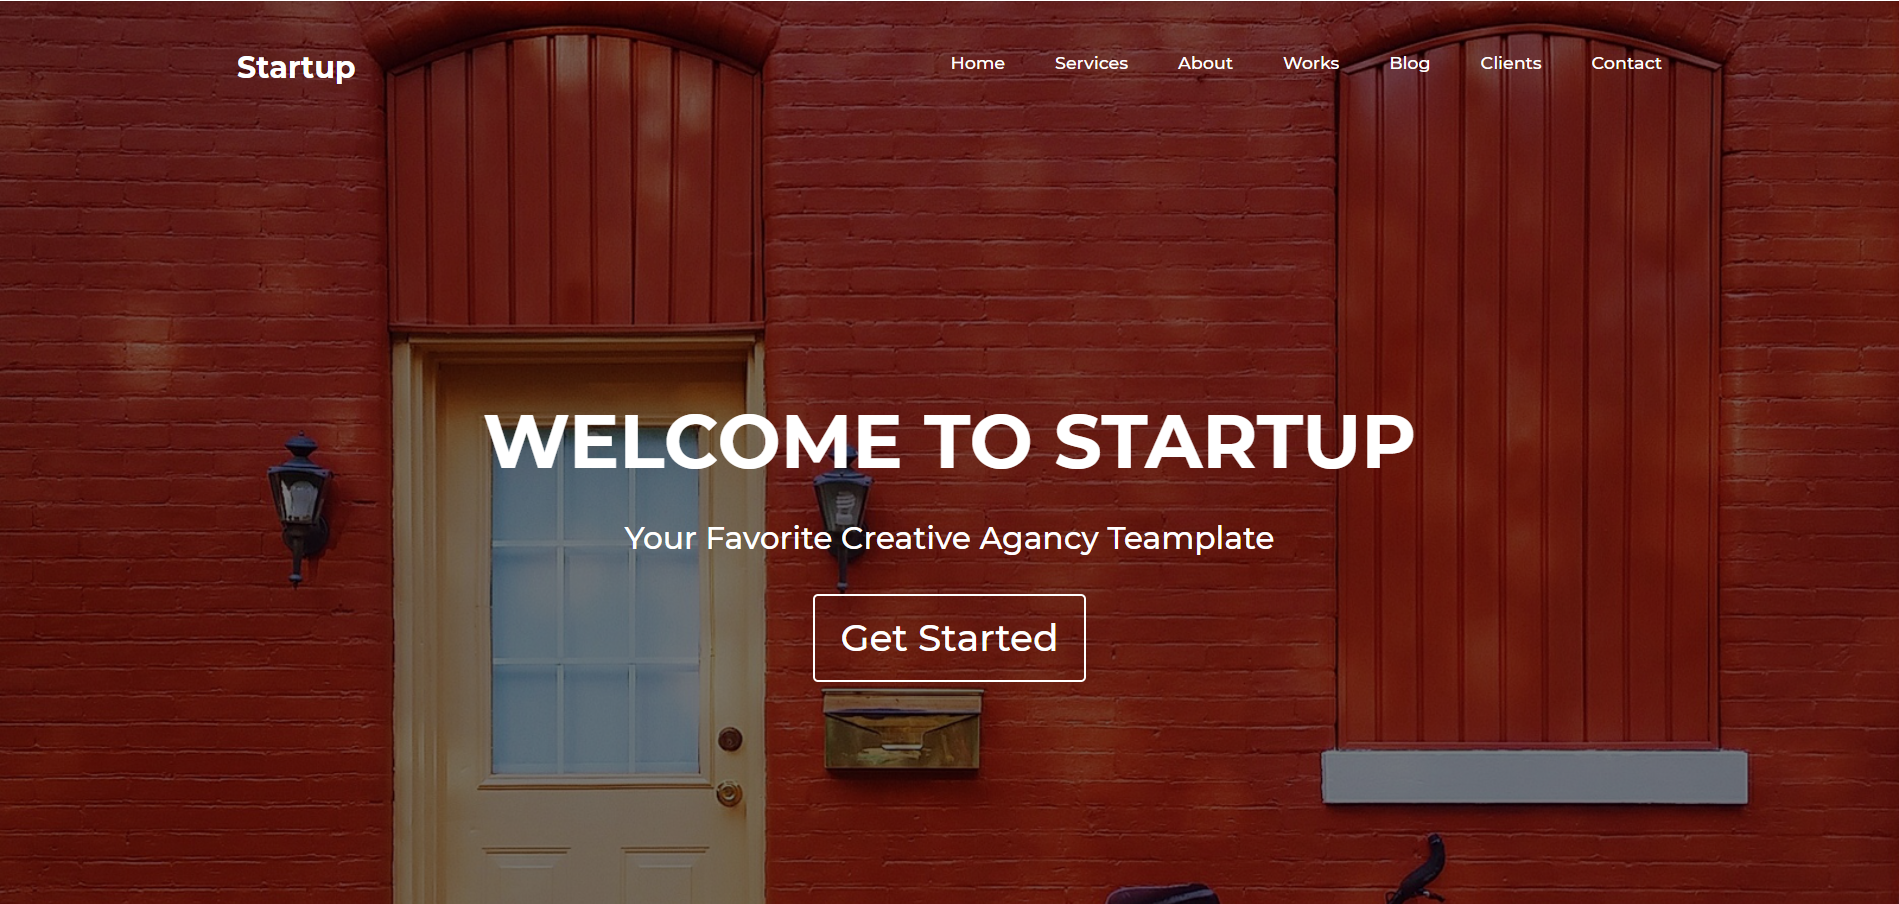 Startup
Home Services About Works Blog Clients Contact
WELCOME TO STARTUP
Your Favorite Creative Agancy Teamplate
Get Started